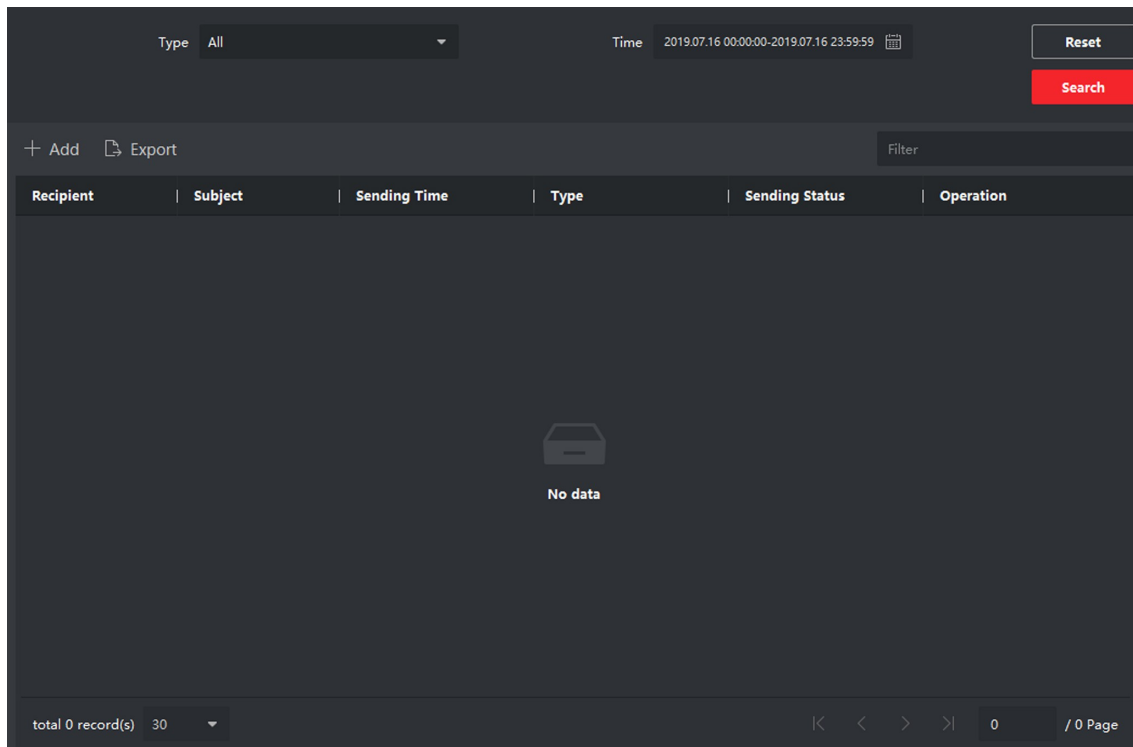 Type All Time 2019.07.16 00:00:00-2019.07.16 23:59:59 Reset
Search
Add Export Filter
Recipient Subject Sending Time Type Sending Status Operation
No data
total 0 record(s) 30 0 / 0 Page